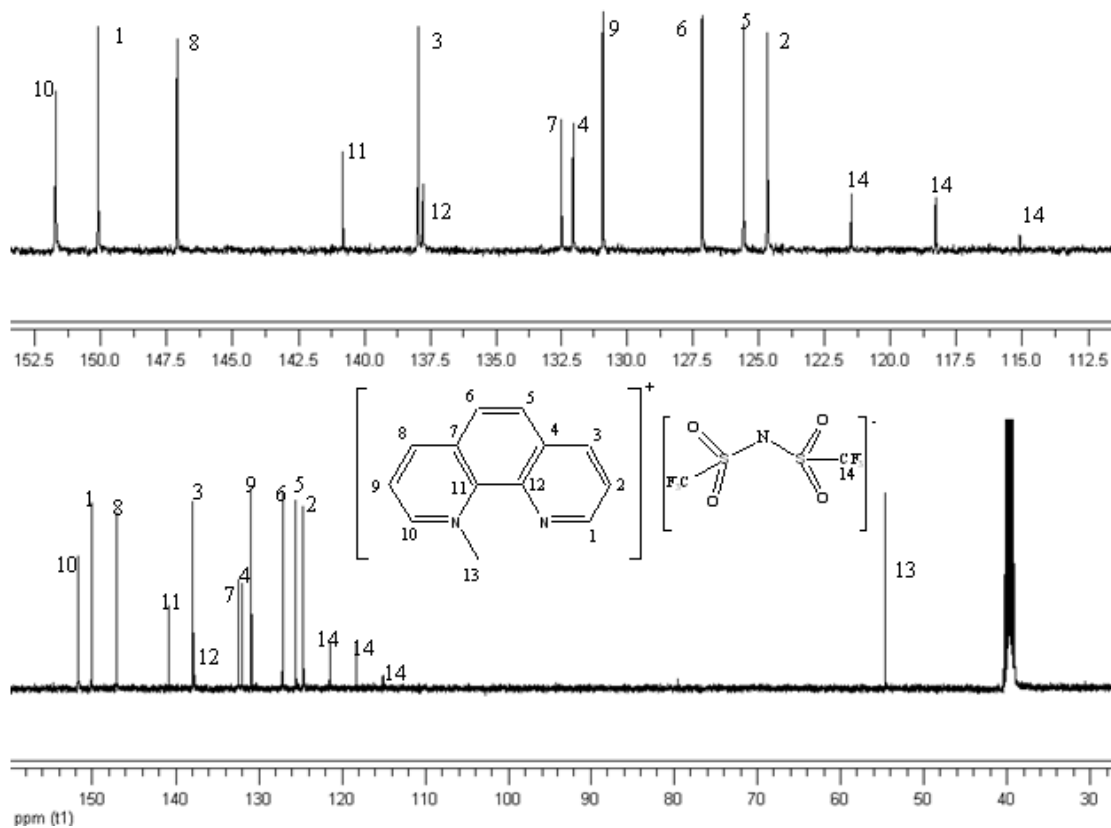 1 8 3 9 6 5 2
10 11 12 7 4 14 14 14
152.5 150.0 147.5 145.0 142.5 140.0 137.5 135.0 132.5 130.0 127.5 125.0 122.5 120.0 117.5 115.0 112.5
+ -
6 5
8 7 4 3
9 11 12 2
10 N N 1
13
O O
S N S
F₃C CF₃
O O 14
1 8 3 9 6 5 2
10 11 12 7 4 14 14 14 13
150 140 130 120 110 100 90 80 70 60 50 40 30
ppm (t1)